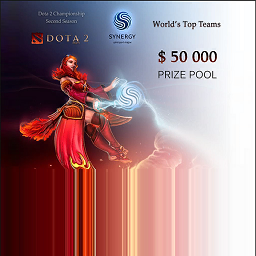 Dota 2 Championship
Second Season
DOTA 2
SYNERGY
World's Top Teams
$ 50 000
PRIZE POOL